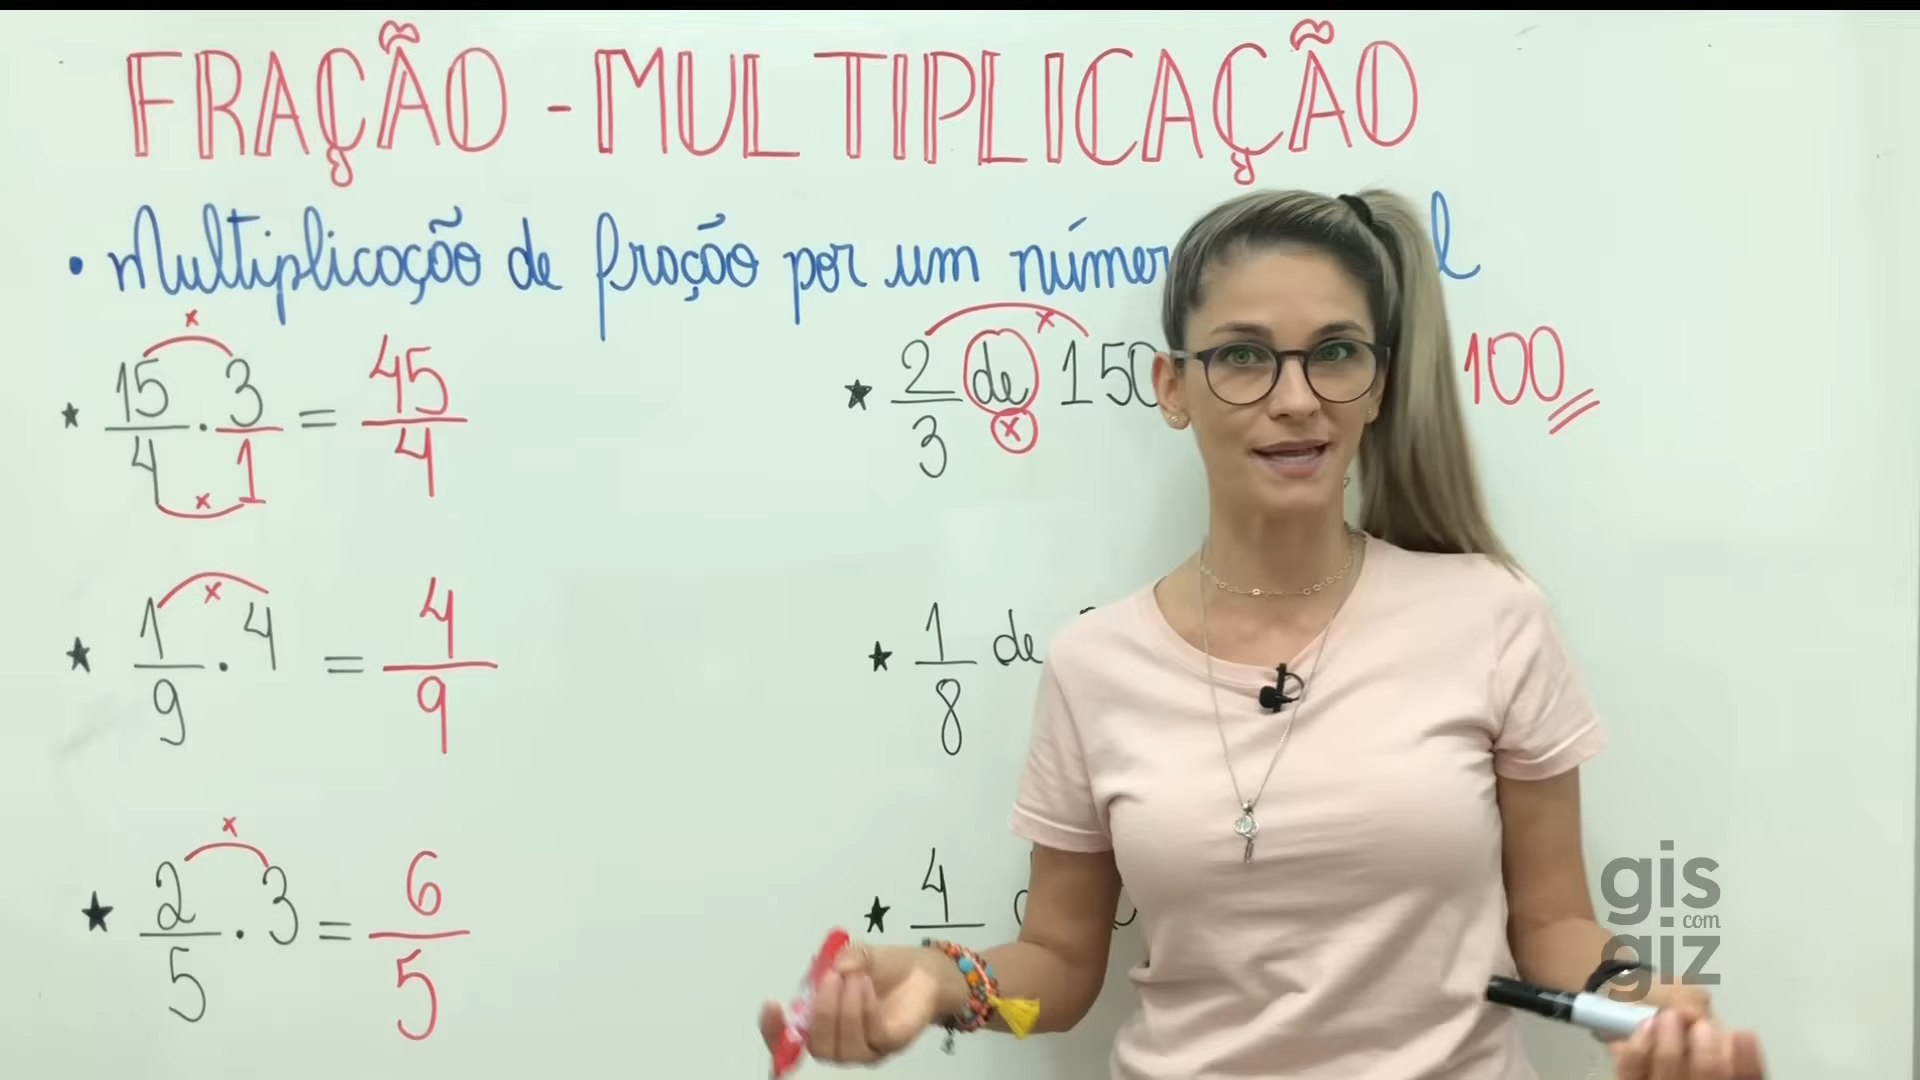 FRAÇÃO - MULTIPLICAÇÃO
• Multiplicação de fração por um
★ 15/4 . 3/1 = 45/4
x
x
★ 1/9 . 4 = 4/9
x
★ 2/5 . 3 = 6/5
x
★ 2/3 de 150 100
x
x
★ 1/8 de
★ 4
gis
com
giz